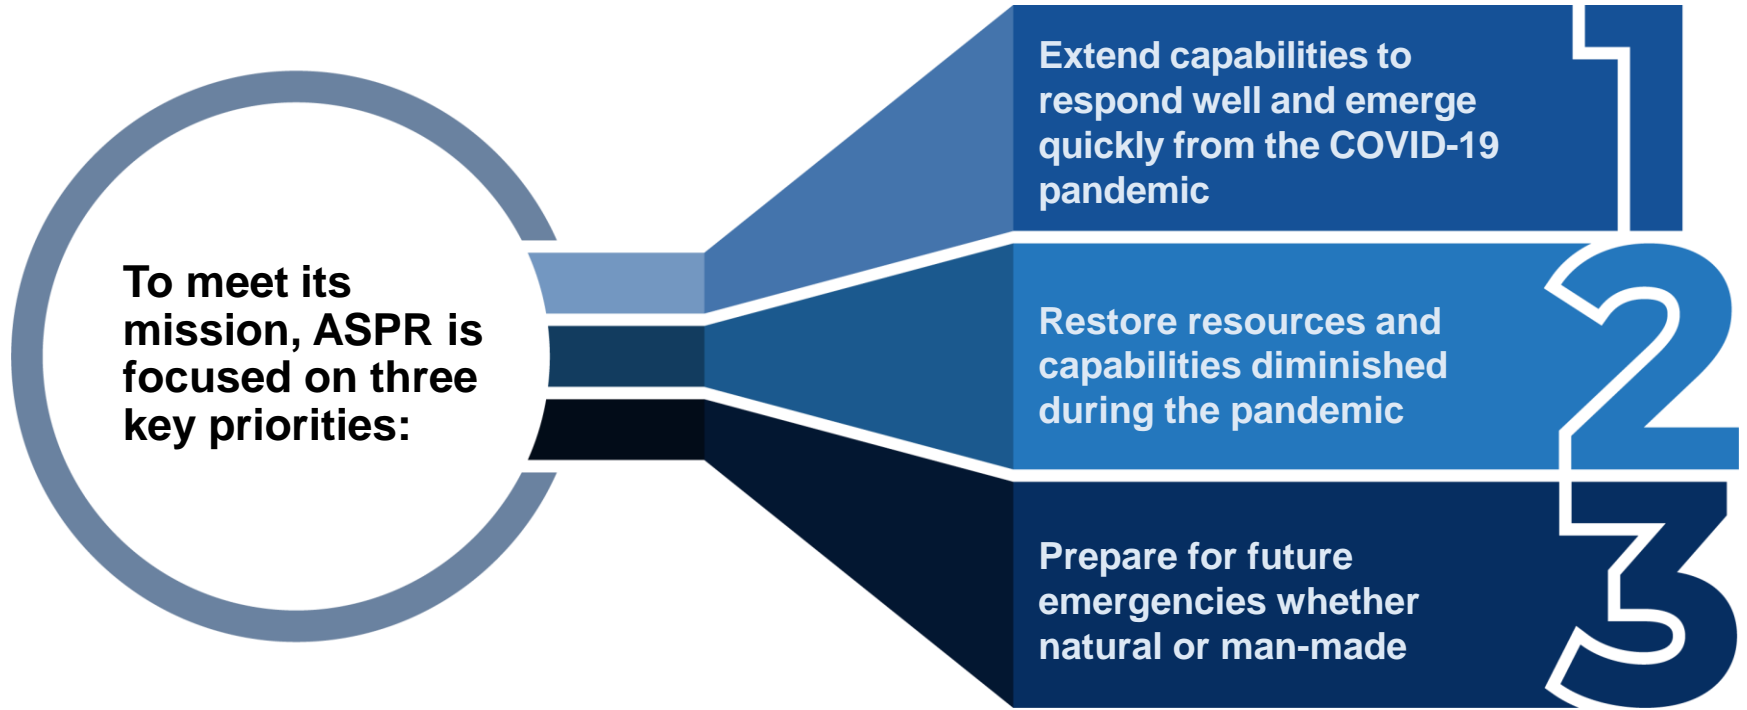 To meet its
mission, ASPR is
focused on three
key priorities:
Extend capabilities to
respond well and emerge
quickly from the COVID-19
pandemic
1
Restore resources and
capabilities diminished
during the pandemic
2
Prepare for future
emergencies whether
natural or man-made
3